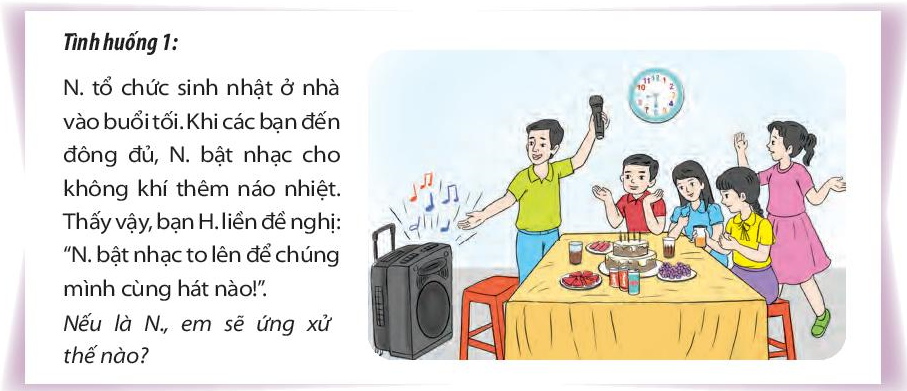 Tình huống 1:
N. tổ chức sinh nhật ở nhà
vào buổi tối. Khi các bạn đến
đông đủ, N. bật nhạc cho
không khí thêm náo nhiệt.
Thấy vậy, bạn H. liền đề nghị:
“N. bật nhạc to lên để chúng
mình cùng hát nào!”.
Nếu là N., em sẽ ứng xử
thế nào?